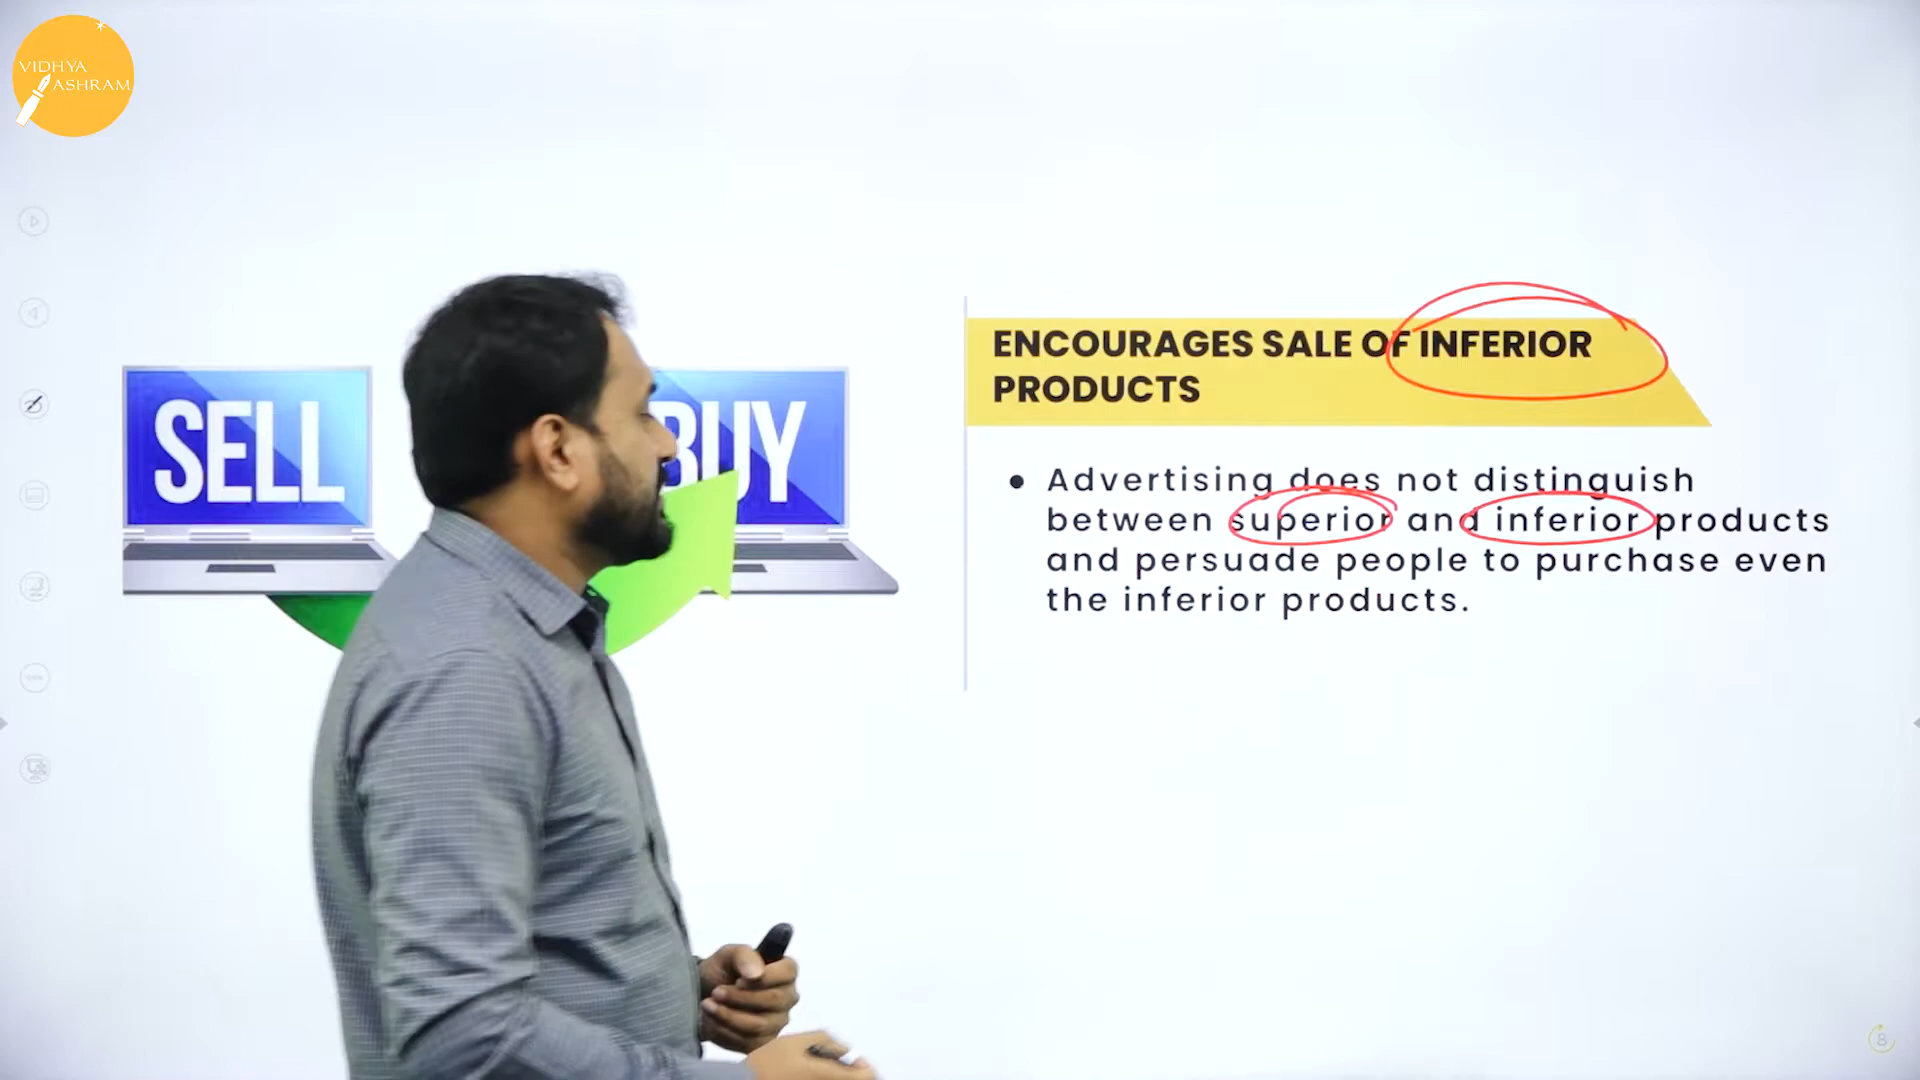 VIDHYA
ASHRAM
SELL
BUY
ENCOURAGES SALE OF INFERIOR
PRODUCTS
• Advertising does not distinguish
between superior and inferior products
and persuade people to purchase even
the inferior products.
8